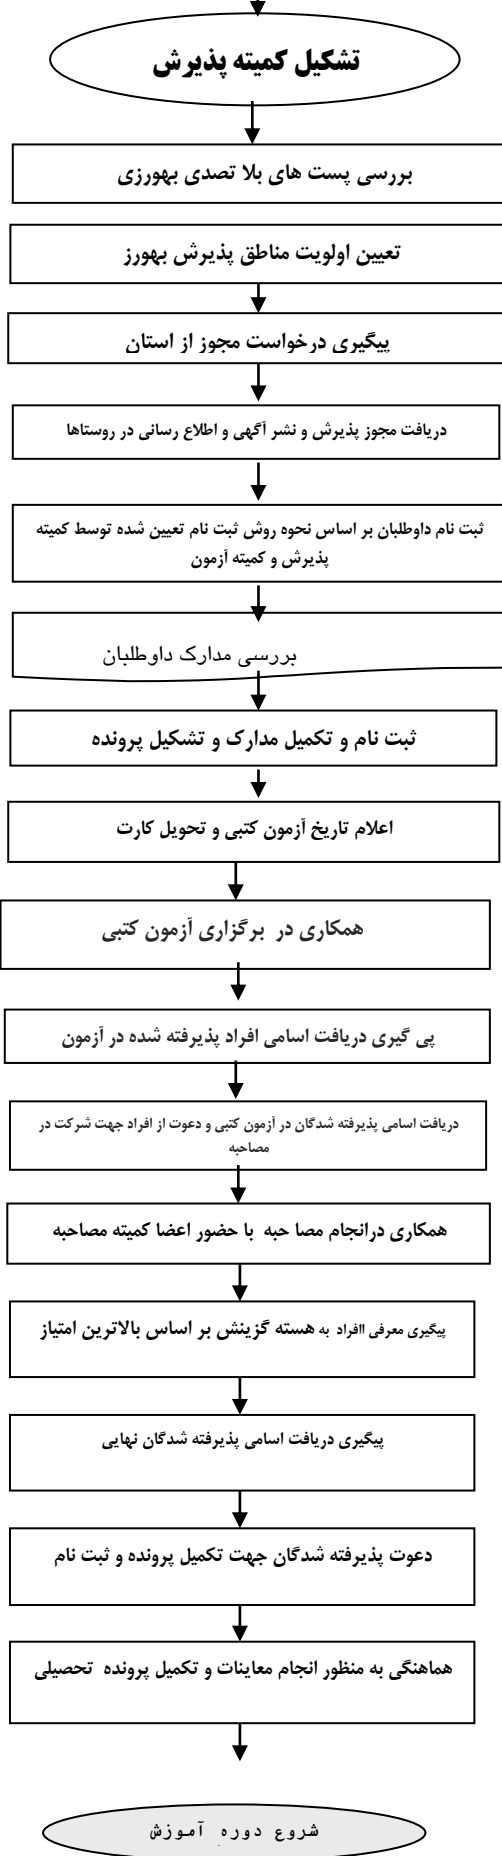 تشکیل کمیته پذیرش
بررسی پست های بلا تصدی بهورزی
تعیین اولویت مناطق پذیرش بهورز
پیگیری درخواست مجوز از استان
دریافت مجوز پذیرش و نشر آگهی و اطلاع رسانی در روستاها
ثبت نام داوطلبان بر اساس نحوه روش ثبت نام تعیین شده توسط کمیته
پذیرش و کمیته آزمون
بررسی مدارک داوطلبان
ثبت نام و تکمیل مدارک و تشکیل پرونده
اعلام تاریخ آزمون کتبی و تحویل کارت
همکاری در برگزاری آزمون کتبی
پی گیری دریافت اسامی افراد پذیرفته شده در آزمون
دریافت اسامی پذیرفته شدگان در آزمون کتبی و دعوت از افراد جهت شرکت در
مصاحبه
همکاری درانجام مصا حبه با حضور اعضا کمیته مصاحبه
پیگیری معرفی اافراد به هسته گزینش بر اساس بالاترین امتیاز
پیگیری دریافت اسامی پذیرفته شدگان نهایی
دعوت پذیرفته شدگان جهت تکمیل پرونده و ثبت نام
هماهنگی به منظور انجام معاینات و تکمیل پرونده تحصیلی
شروع دوره آموزش